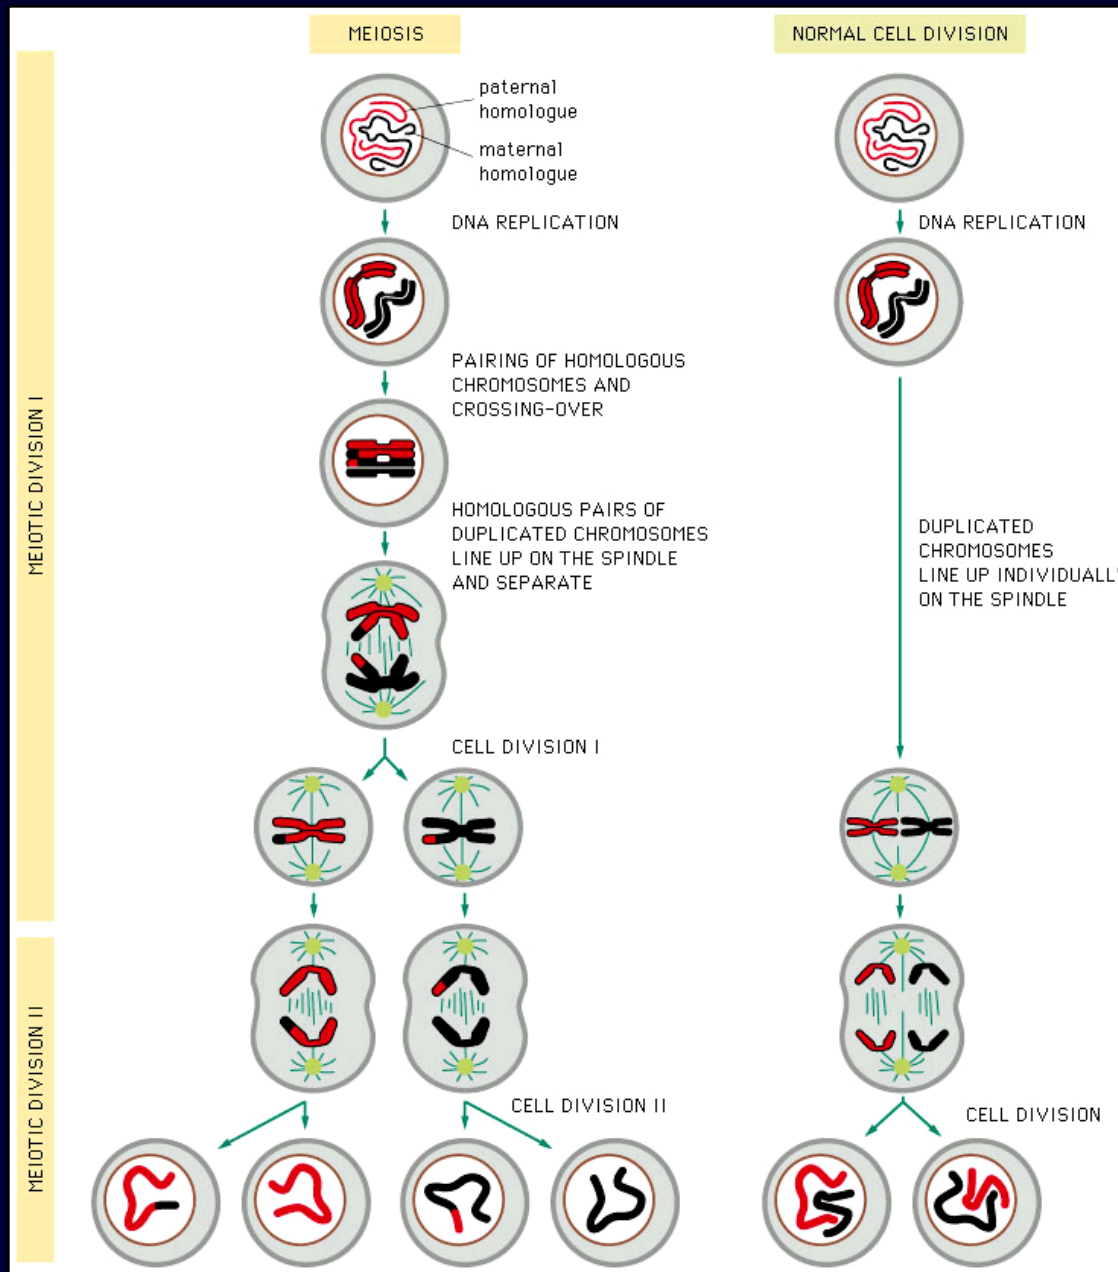 MEIOSIS
NORMAL CELL DIVISION
paternal
homologue
maternal
homologue
DNA REPLICATION
DNA REPLICATION
PAIRING OF HOMOLOGOUS
CHROMOSOMES AND
CROSSING-OVER
HOMOLOGOUS PAIRS OF
DUPLICATED CHROMOSOMES
LINE UP ON THE SPINDLE
AND SEPARATE
DUPLICATED
CHROMOSOMES
LINE UP INDIVIDUALL
ON THE SPINDLE
CELL DIVISION I
CELL DIVISION II
CELL DIVISION
MEIOTIC DIVISION I
MEIOTIC DIVISION II